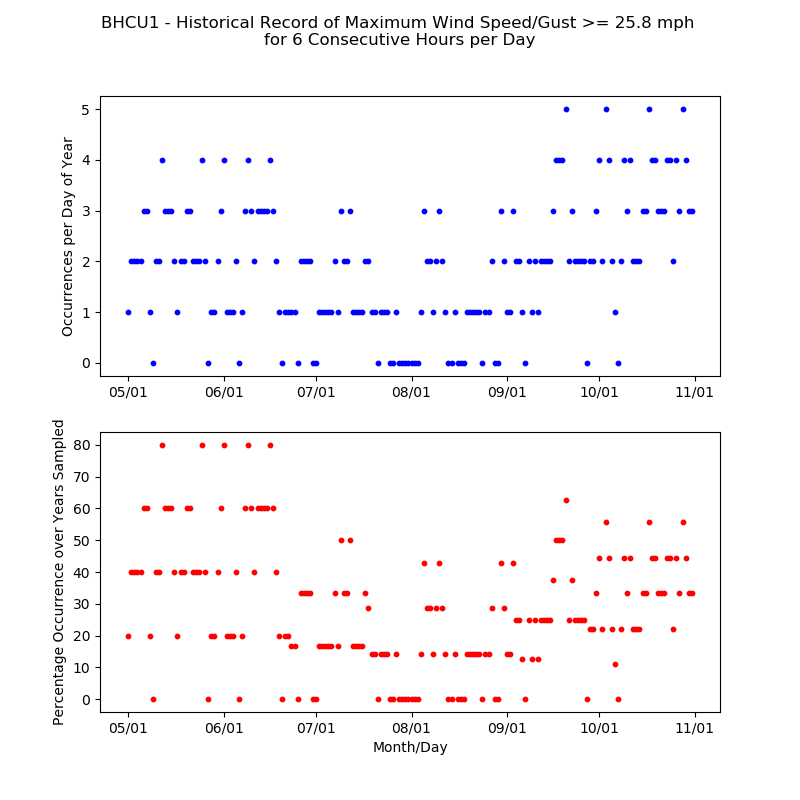 BHCU1 - Historical Record of Maximum Wind Speed/Gust >= 25.8 mph
for 6 Consecutive Hours per Day
Occurrences per Day of Year
5
4
3
2
1
0
05/01 06/01 07/01 08/01 09/01 10/01 11/01
Percentage Occurrence over Years Sampled
80
70
60
50
40
30
20
10
0
05/01 06/01 07/01 08/01 09/01 10/01 11/01
Month/Day